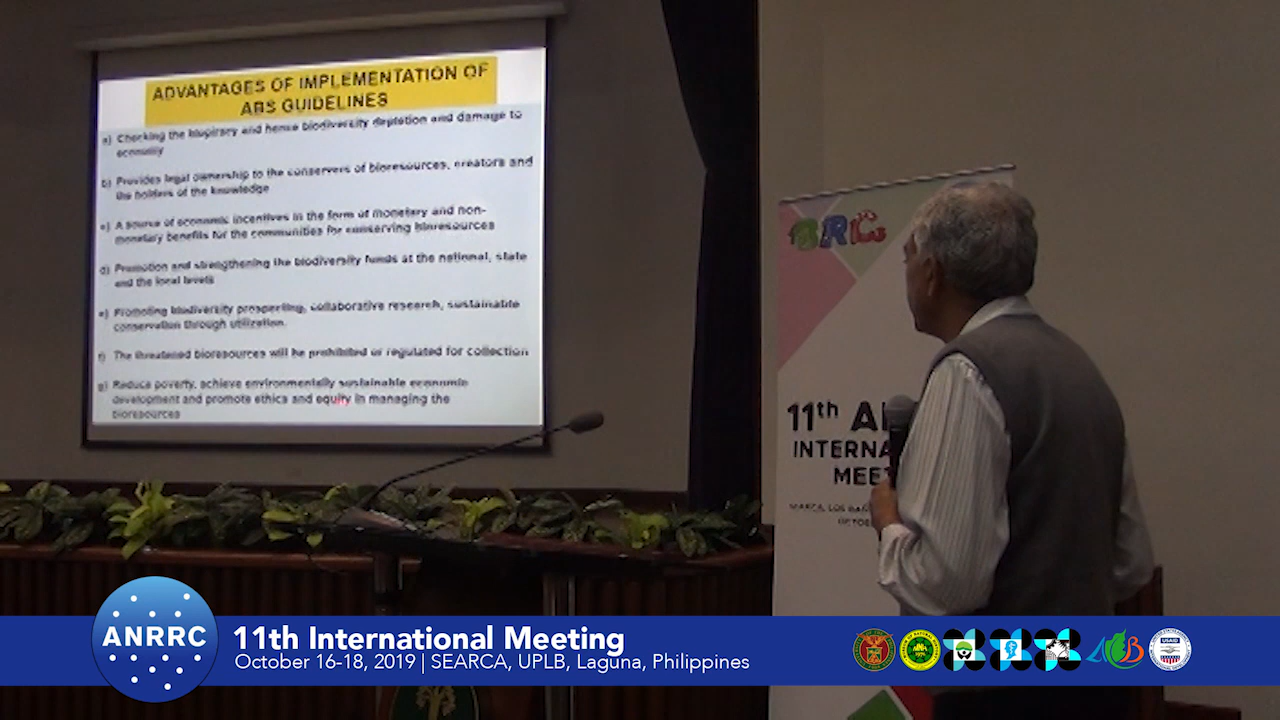 ADVANTAGES OF IMPLEMENTATION OF
ABS GUIDELINES
a) Checking the biopiracy and hence biodiversity depletion and damage to
economy
b) Provides legal ownership to the conservers of bioresources, creators and
the holders of the knowledge
c) A source of economic incentives in the form of monetary and non-
monetary benefits for the communities for conserving bioresources
d) Promotion and strengthening the biodiversity funds at the national, state
and the local levels
e) Promoting biodiversity prospecting, collaborative research, sustainable
conservation through utilization.
f) The threatened bioresources will be prohibited or regulated for collection
g) Reduce poverty, achieve environmentally sustainable economic
development and promote ethics and equity in managing the
bioresources
11th
INTERNA
MEET
ANRRC
11th International Meeting
October 16-18, 2019 | SEARCA, UPLB, Laguna, Philippines
USAID